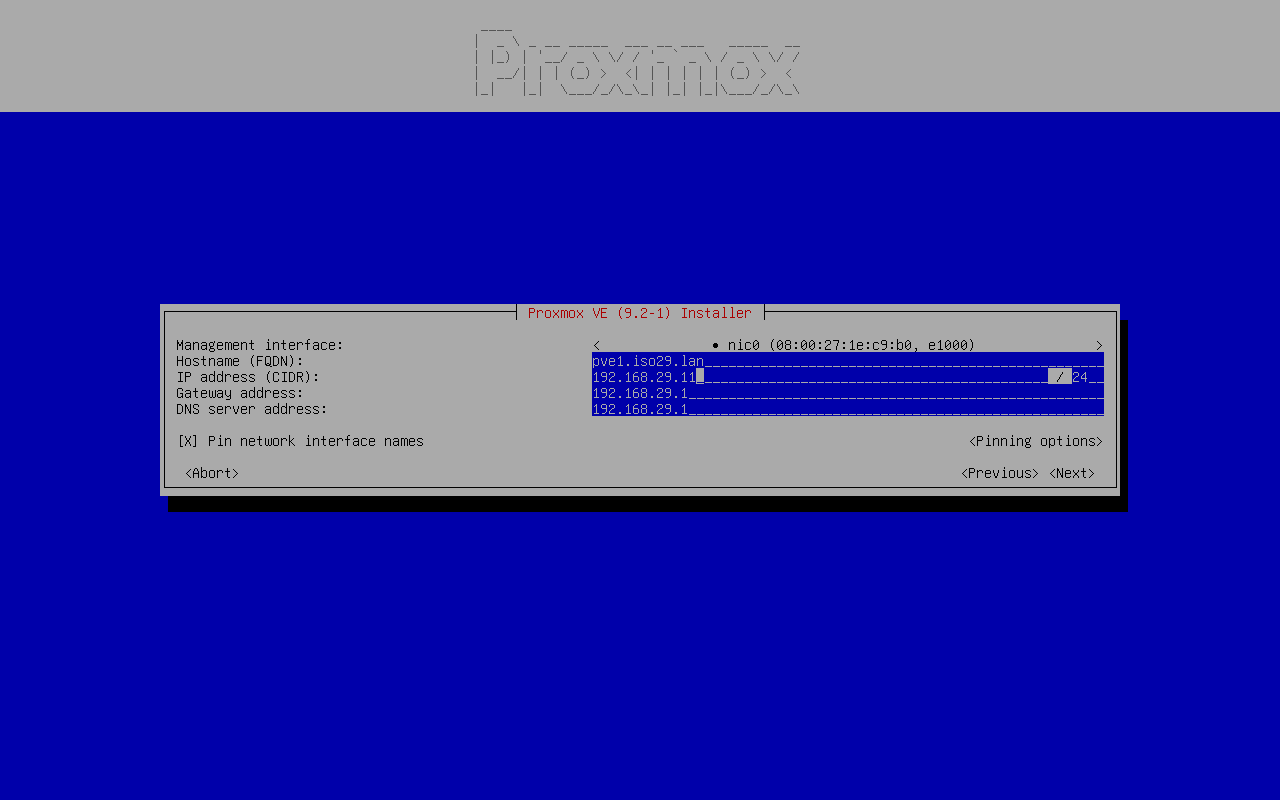 Proxmox
Proxmox VE (9.2-1) Installer
Management interface: < • nic0 (08:00:27:1e:c9:b0, e1000) >
Hostname (FQDN): pve1.iso29.lan
IP address (CIDR): 192.168.29.11 / 24
Gateway address: 192.168.29.1
DNS server address: 192.168.29.1
[X] Pin network interface names <Pinning options>
<Abort> <Previous> <Next>